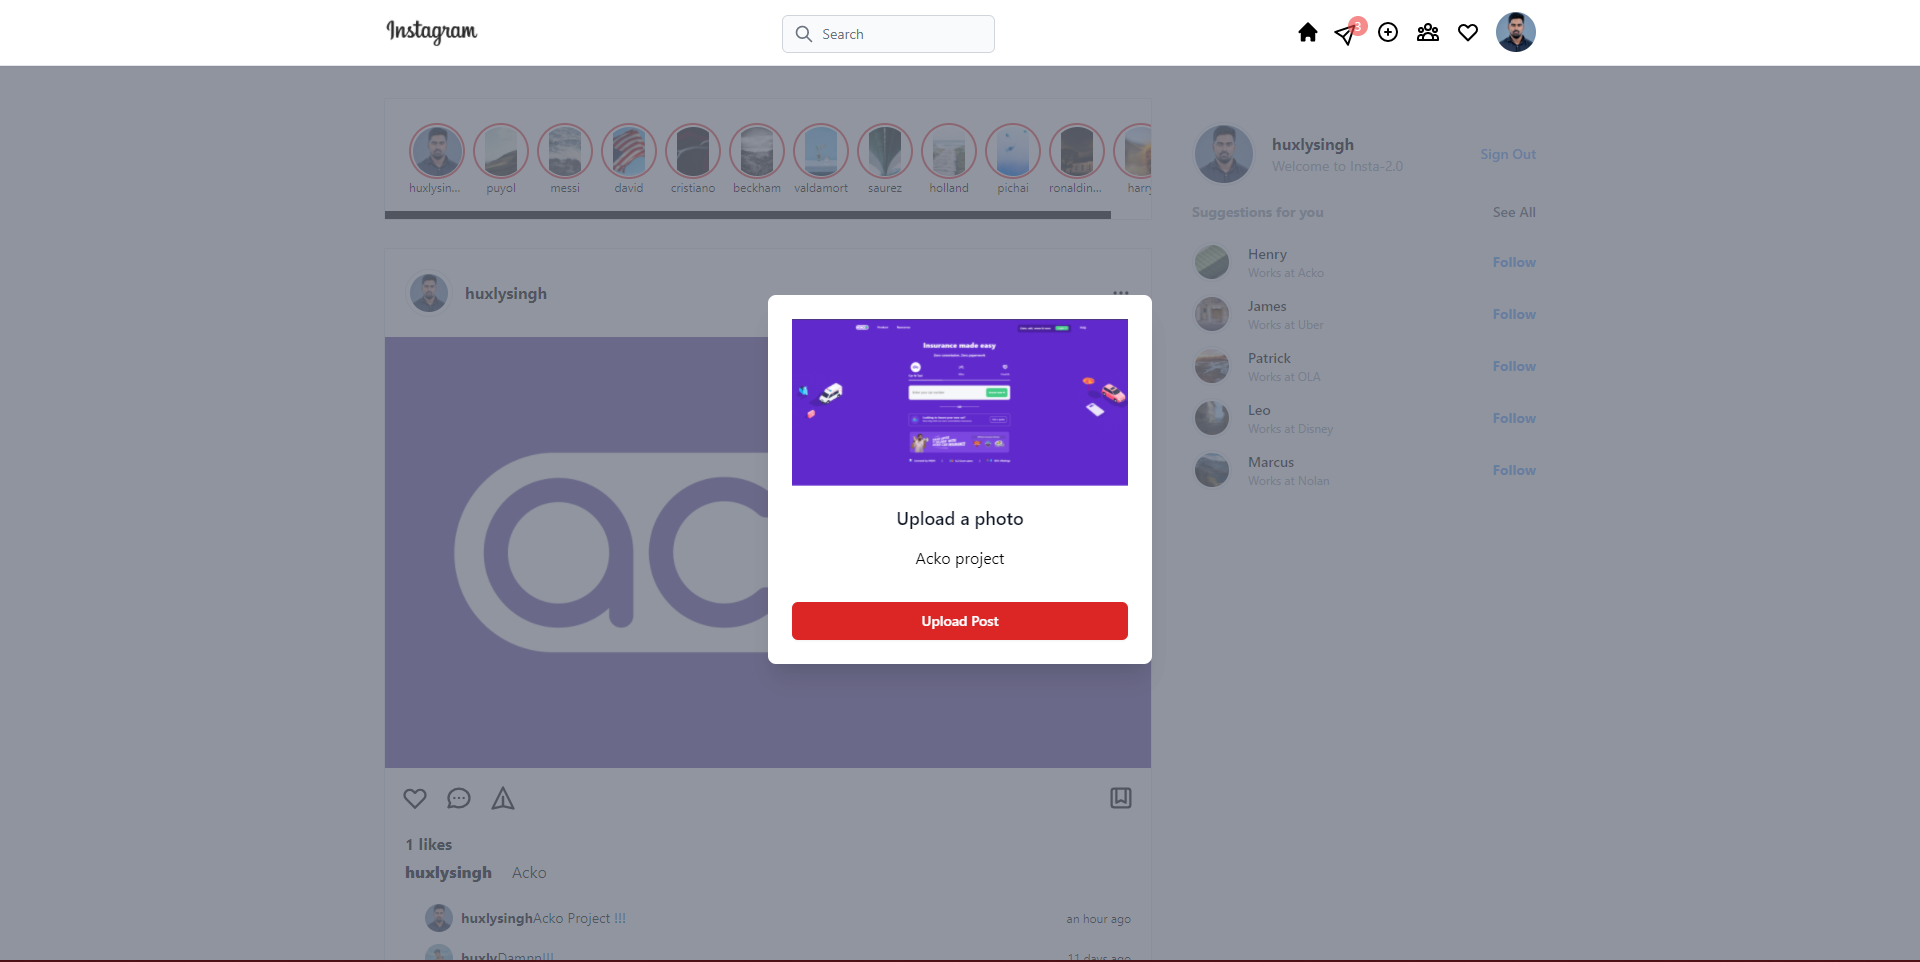 Instagram
Search
3
huxlysin...
puyol
messi
david
cristiano
beckham
valdamort
saurez
holland
pichai
ronaldin...
harry
huxlysingh
Welcome to Insta-2.0
Sign Out
Suggestions for you
See All
Henry
Works at Acko
Follow
James
Works at Uber
Follow
Patrick
Works at OLA
Follow
Leo
Works at Disney
Follow
Marcus
Works at Nolan
Follow
huxlysingh
ac
Insurance made easy
Upload a photo
Acko project
Upload Post
1 likes
huxlysingh Acko
huxlysinghAcko Project !!!
an hour ago
huxlyDampn!!!
11 days ago